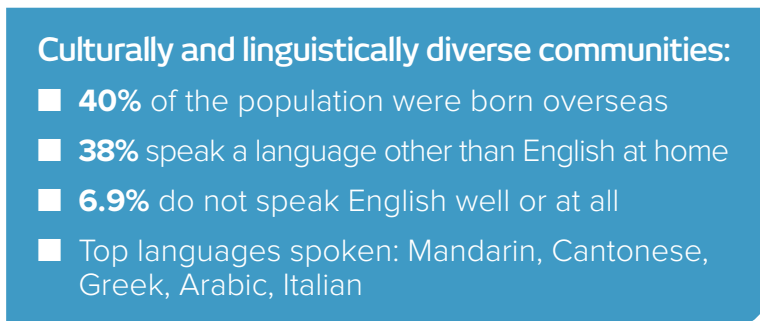 Culturally and linguistically diverse communities:
■ 40% of the population were born overseas
■ 38% speak a language other than English at home
■ 6.9% do not speak English well or at all
■ Top languages spoken: Mandarin, Cantonese,
Greek, Arabic, Italian